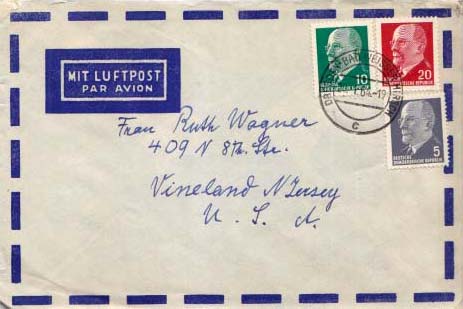 MIT LUFTPOST
PAR AVION
10
DEUTSCHE
DEMOKRATISCHE REPUBLIK
20
DEUTSCHE
DEMOKRATISCHE REPUBLIK
5
DEUTSCHE
DEMOKRATISCHE REPUBLIK
c
Frau Ruth Wagner
409 N 8th. Str.
Vineland N Jersey
U. S. A.